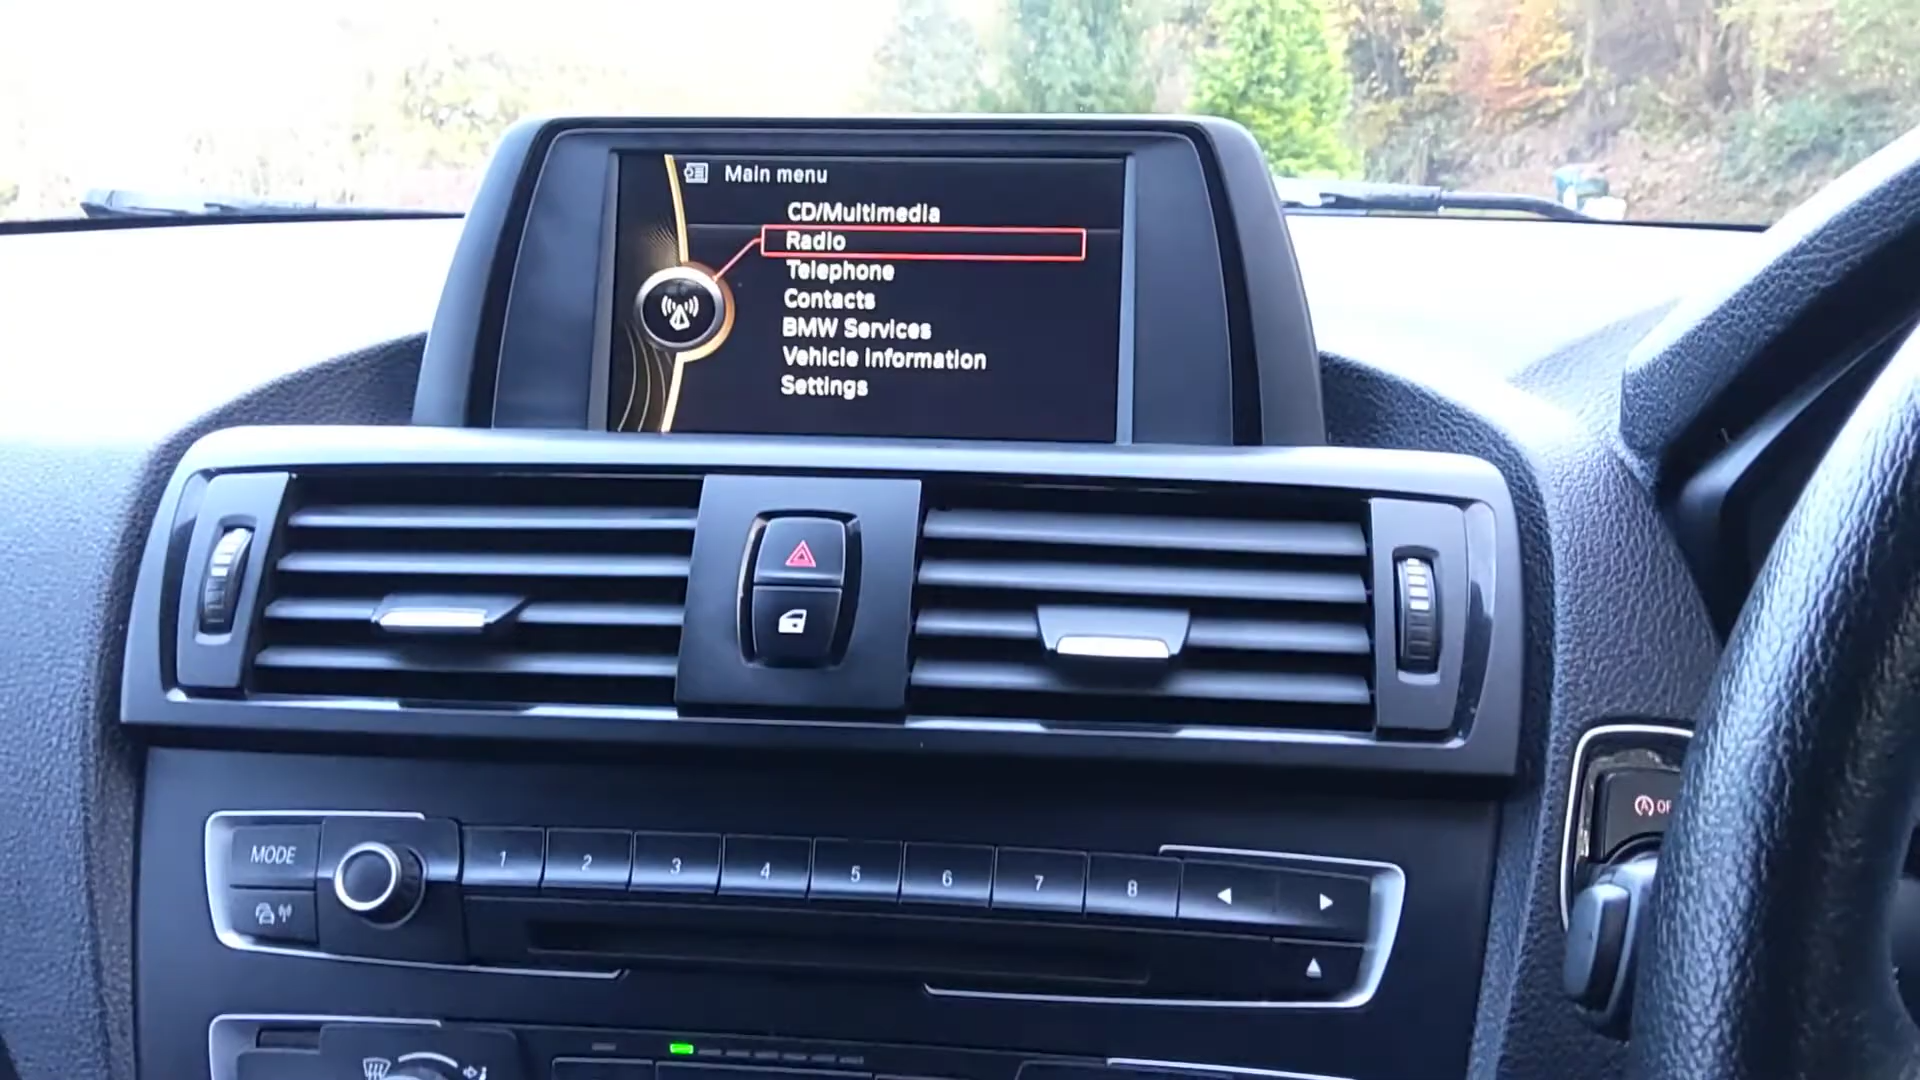 Main menu
CD/Multimedia
Radio
Telephone
Contacts
BMW Services
Vehicle information
Settings
MODE
1 2 3 4 5 6 7 8
A OF